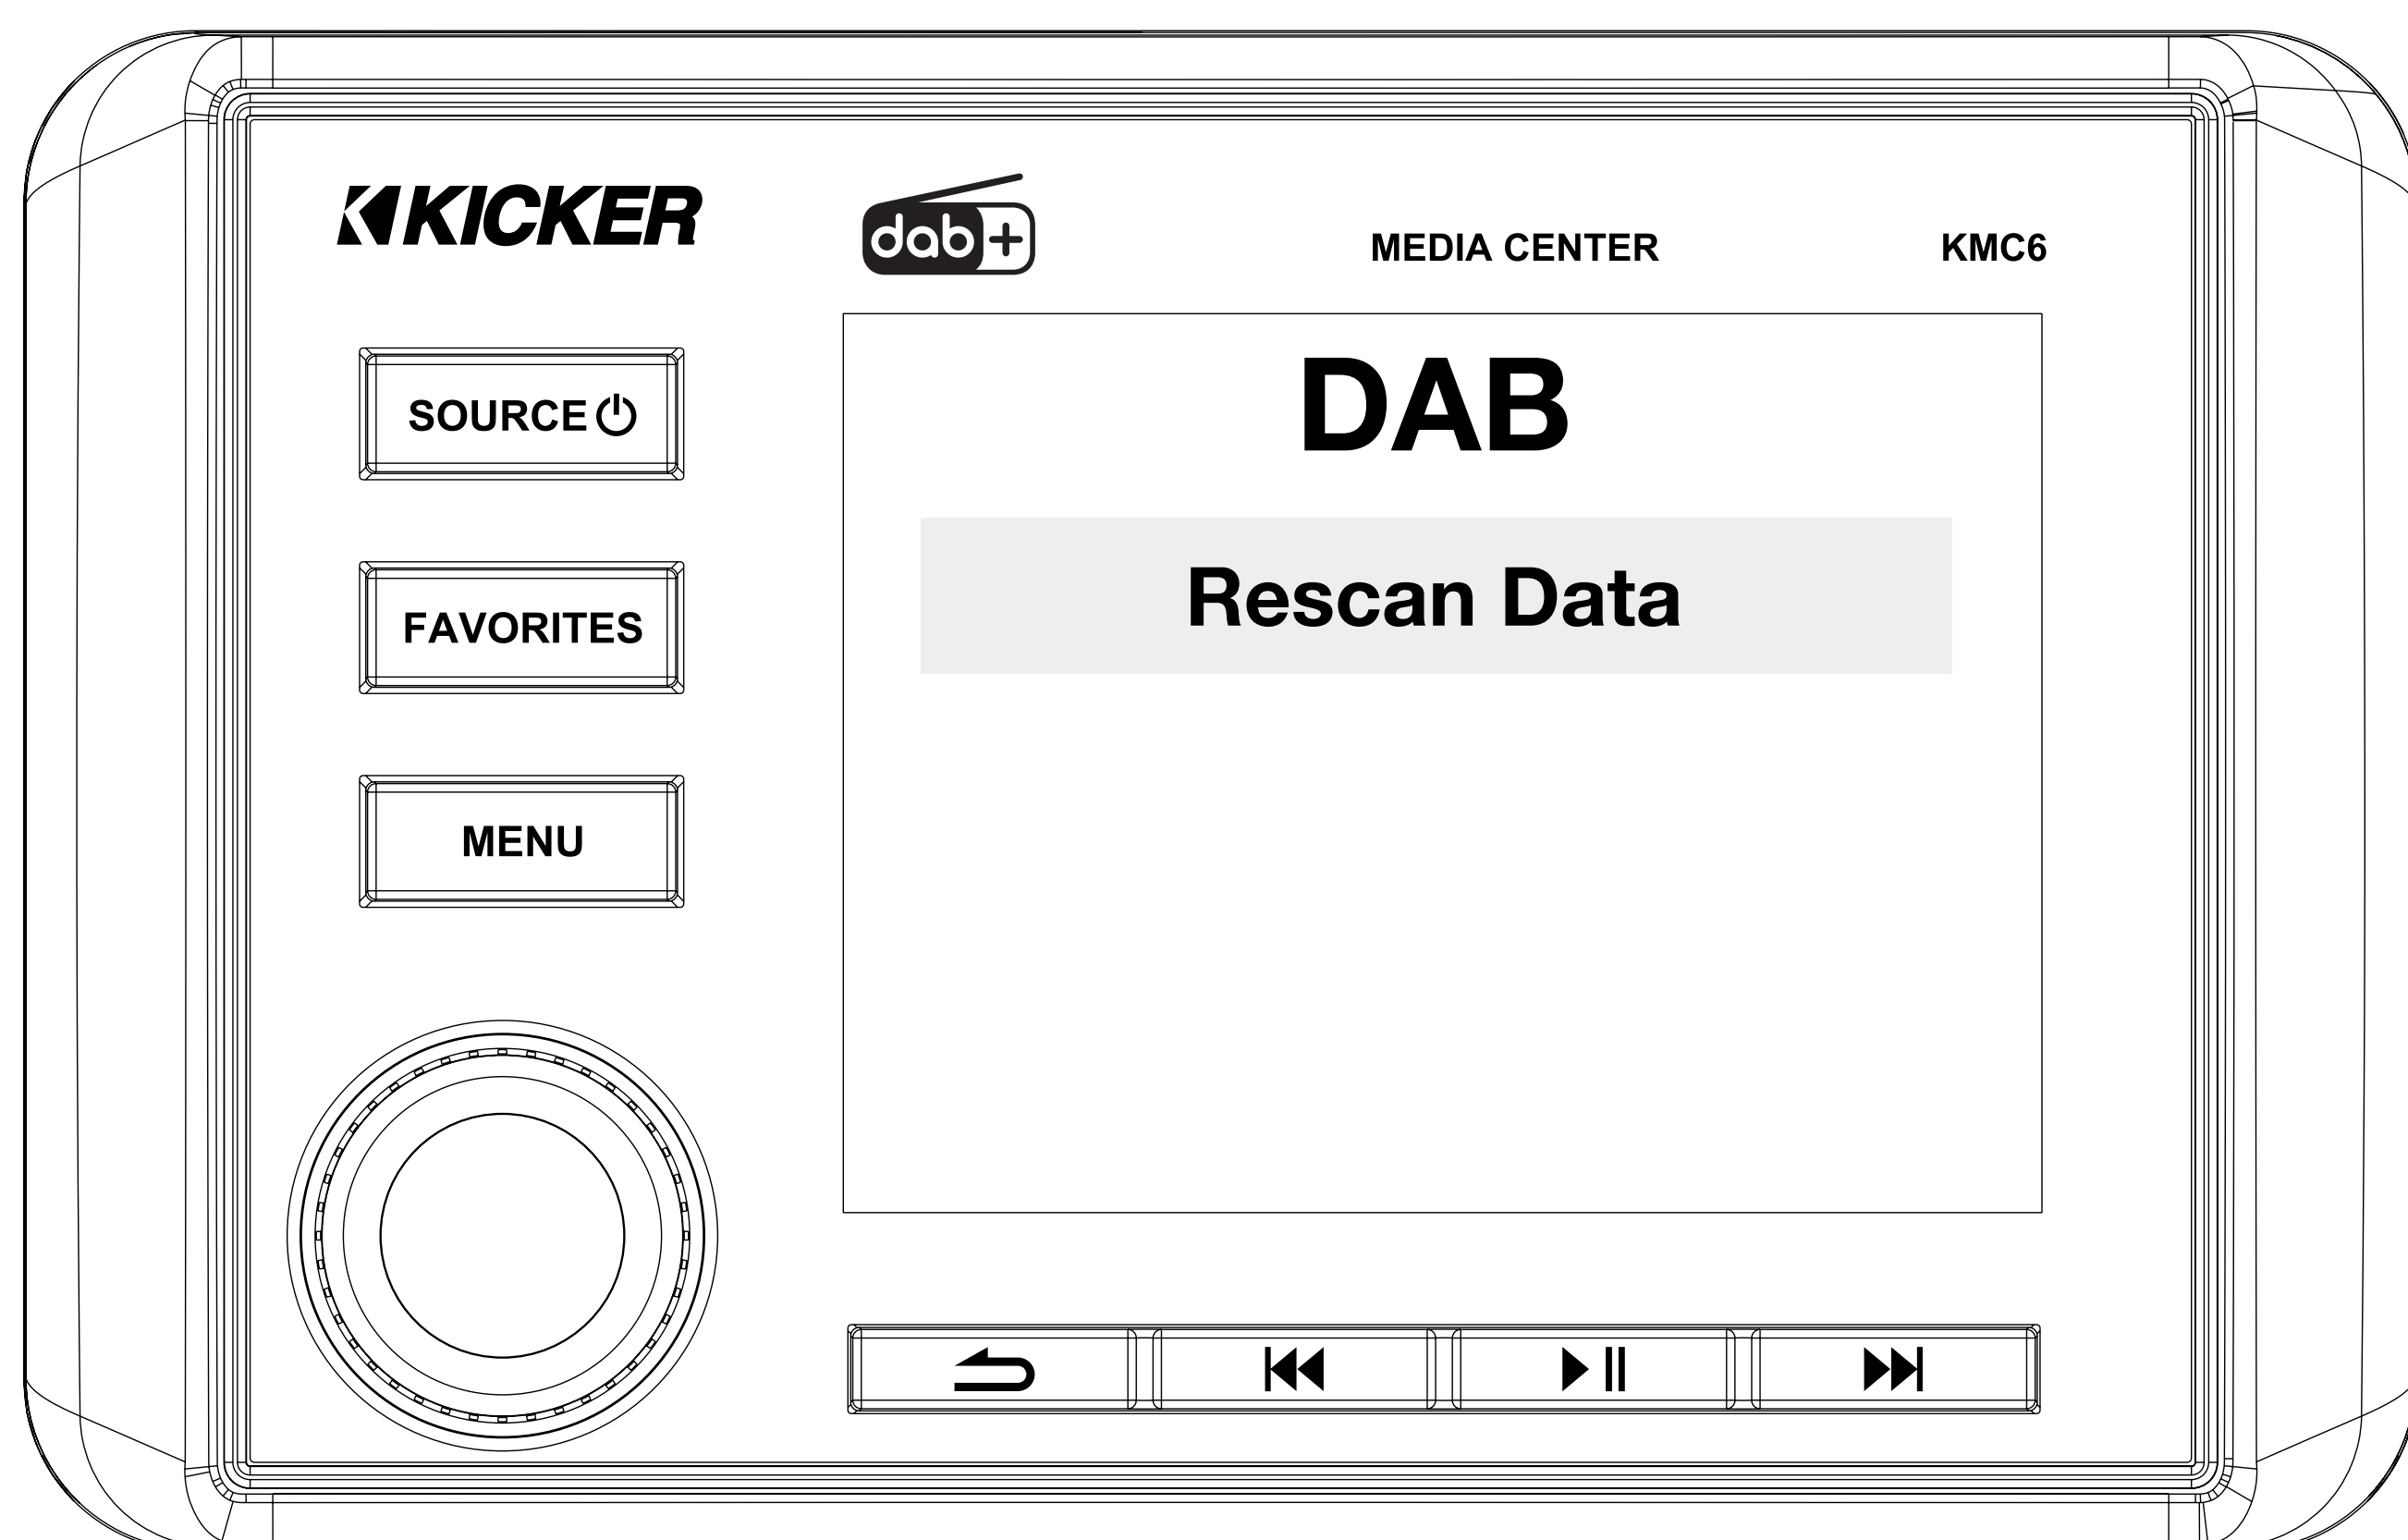 KICKER
dab+
MEDIA CENTER
KMC6
SOURCE
FAVORITES
MENU
DAB
Rescan Data